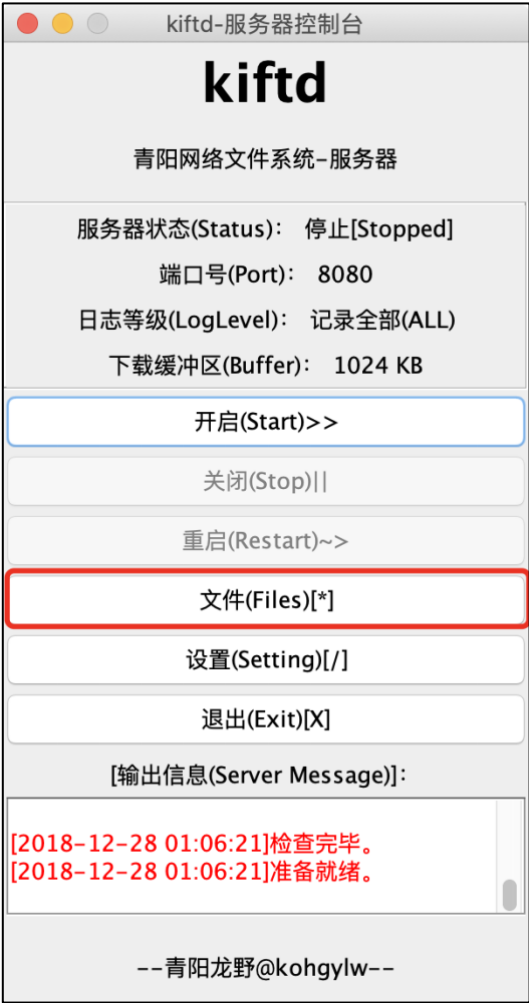 kiftd-服务器控制台
kiftd
青阳网络文件系统-服务器
服务器状态(Status)： 停止[Stopped]
端口号(Port)： 8080
日志等级(LogLevel)： 记录全部(ALL)
下载缓冲区(Buffer)： 1024 KB
开启(Start)>>
关闭(Stop)||
重启(Restart)~>
文件(Files)[*]
设置(Setting)[/]
退出(Exit)[X]
[输出信息(Server Message)]：
[2018-12-28 01:06:21]检查完毕。
[2018-12-28 01:06:21]准备就绪。
--青阳龙野@kohgylw--